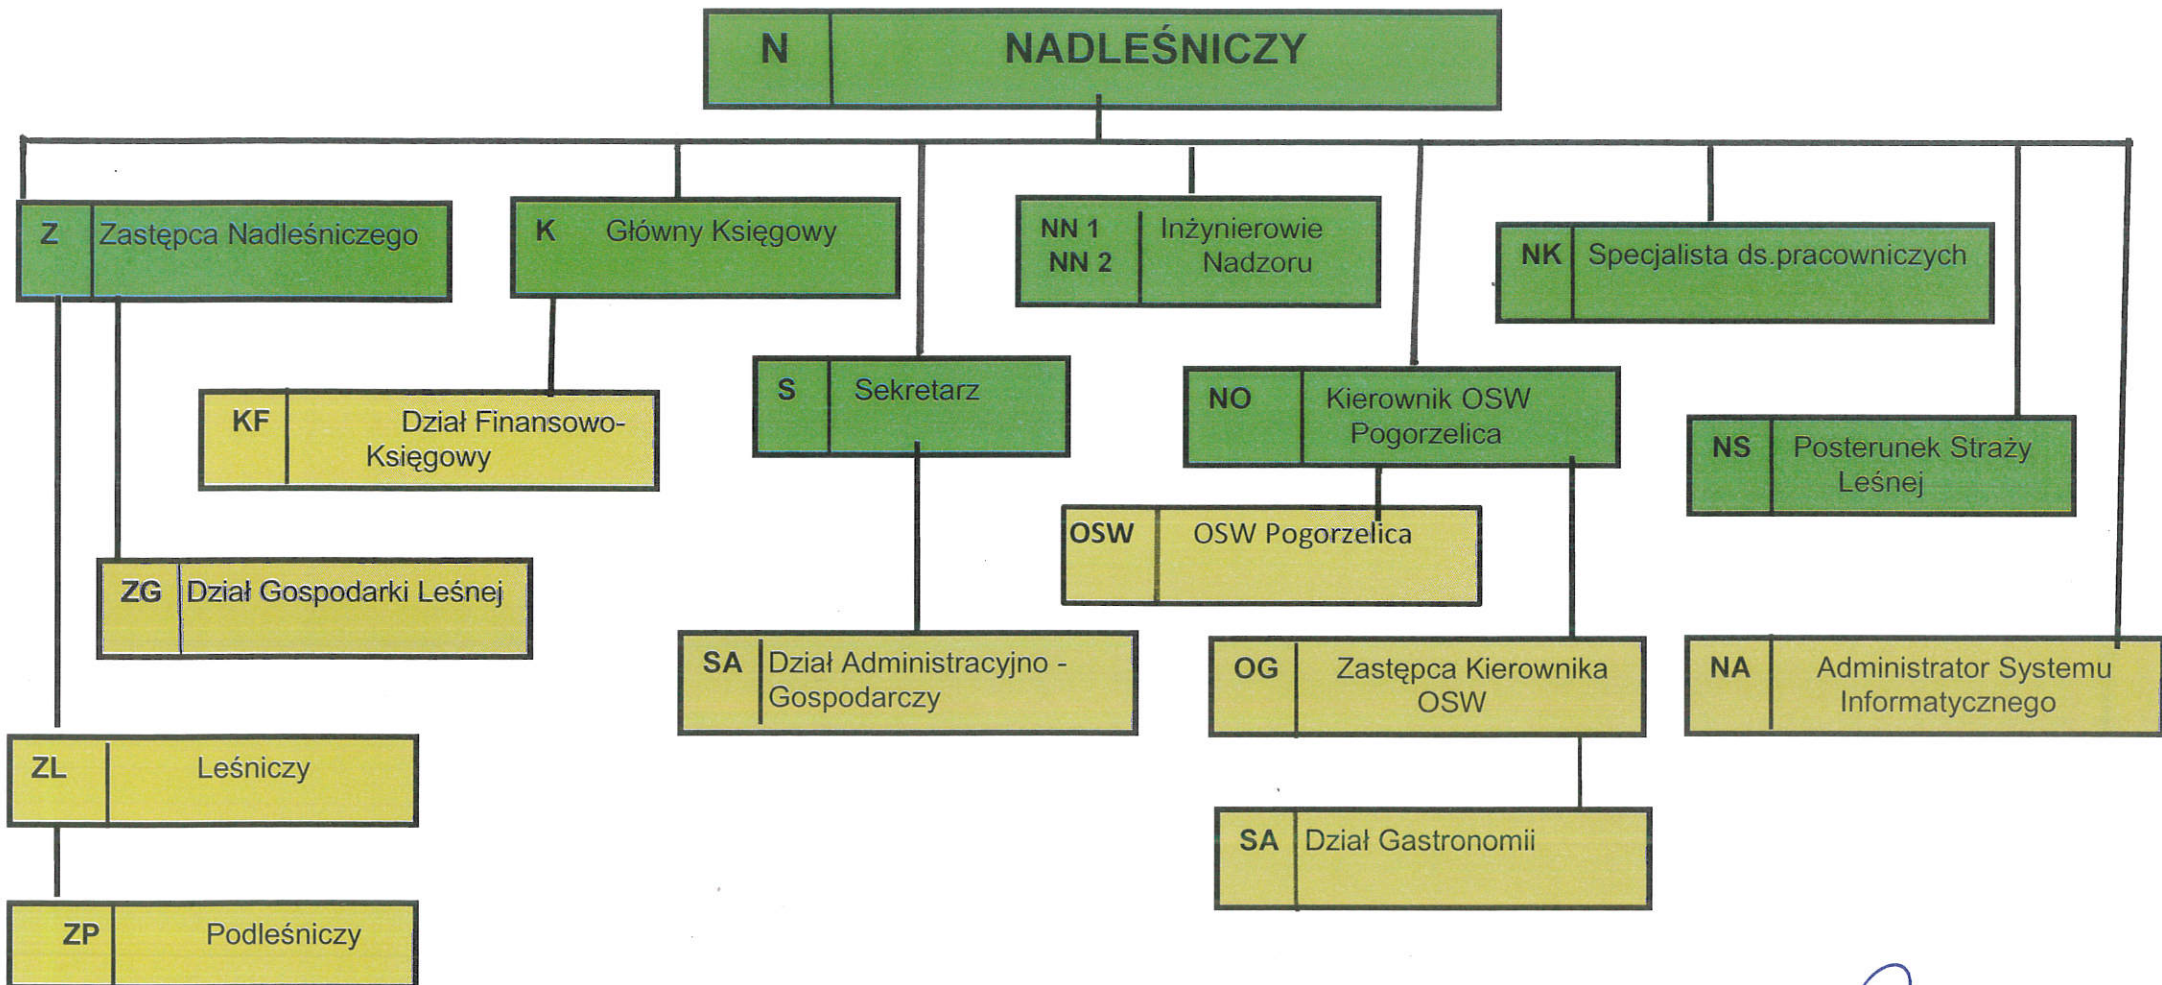 N NADLEŚNICZY
Z Zastępca Nadleśniczego
K Główny Księgowy
NN 1 Inżynierowie
NN 2 Nadzoru
NK Specjalista ds.pracowniczych
KF Dział Finansowo-
Księgowy
S Sekretarz
NO Kierownik OSW
Pogorzelica
NS Posterunek Straży
Leśnej
OSW OSW Pogorzelica
ZG Dział Gospodarki Leśnej
SA Dział Administracyjno -
Gospodarczy
OG Zastępca Kierownika
OSW
NA Administrator Systemu
Informatycznego
ZL Leśniczy
SA Dział Gastronomii
ZP Podleśniczy